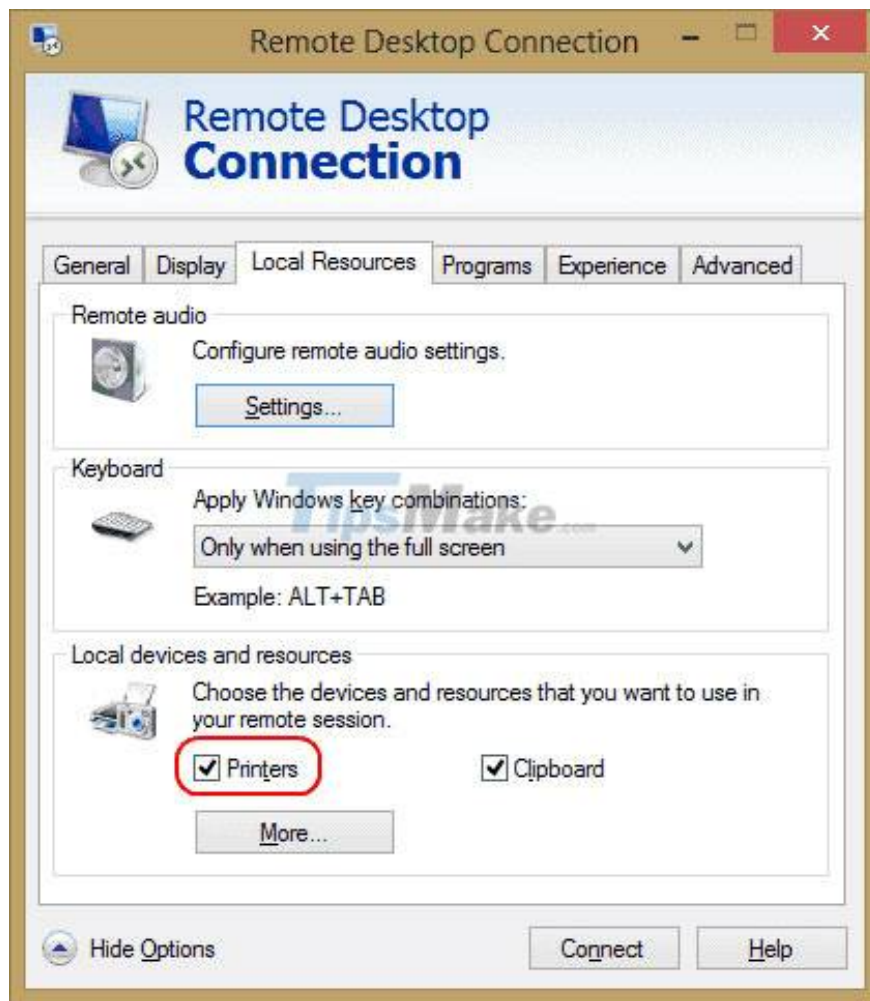 Remote Desktop Connection
Remote Desktop
Connection
General Display Local Resources Programs Experience Advanced
Remote audio
Configure remote audio settings.
Settings...
Keyboard
Apply Windows key combinations:
TipsMake.com
Only when using the full screen
Example: ALT+TAB
Local devices and resources
Choose the devices and resources that you want to use in
your remote session.
Printers Clipboard
More...
Hide Options Connect Help